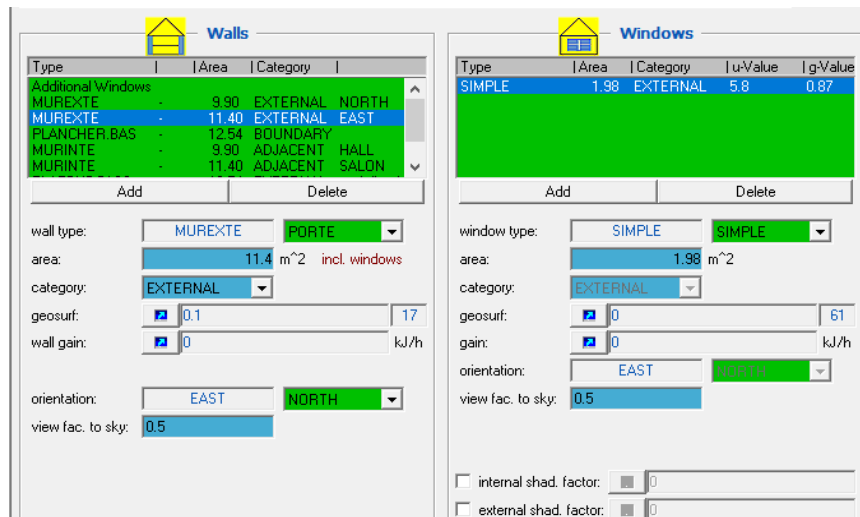 Walls
Type | | Area | Category |
Additional Windows
MUREXTE - 9.90 EXTERNAL NORTH
MUREXTE - 11.40 EXTERNAL EAST
PLANCHER.BAS - 12.54 BOUNDARY
MURINTE - 9.90 ADJACENT HALL
MURINTE - 11.40 ADJACENT SALON
Add Delete
wall type: MUREXTE PORTE
area: 11.4 m^2 incl. windows
category: EXTERNAL
geosurf: 0.1 17
wall gain: 0 kJ/h
orientation: EAST NORTH
view fac. to sky: 0.5
Windows
Type | Area | Category | u-Value | g-Value
SIMPLE 1.98 EXTERNAL 5.8 0.87
Add Delete
window type: SIMPLE SIMPLE
area: 1.98 m^2
category: EXTERNAL
geosurf: 0 61
gain: 0 kJ/h
orientation: EAST NORTH
view fac. to sky: 0.5
internal shad. factor: 0
external shad. factor: 0